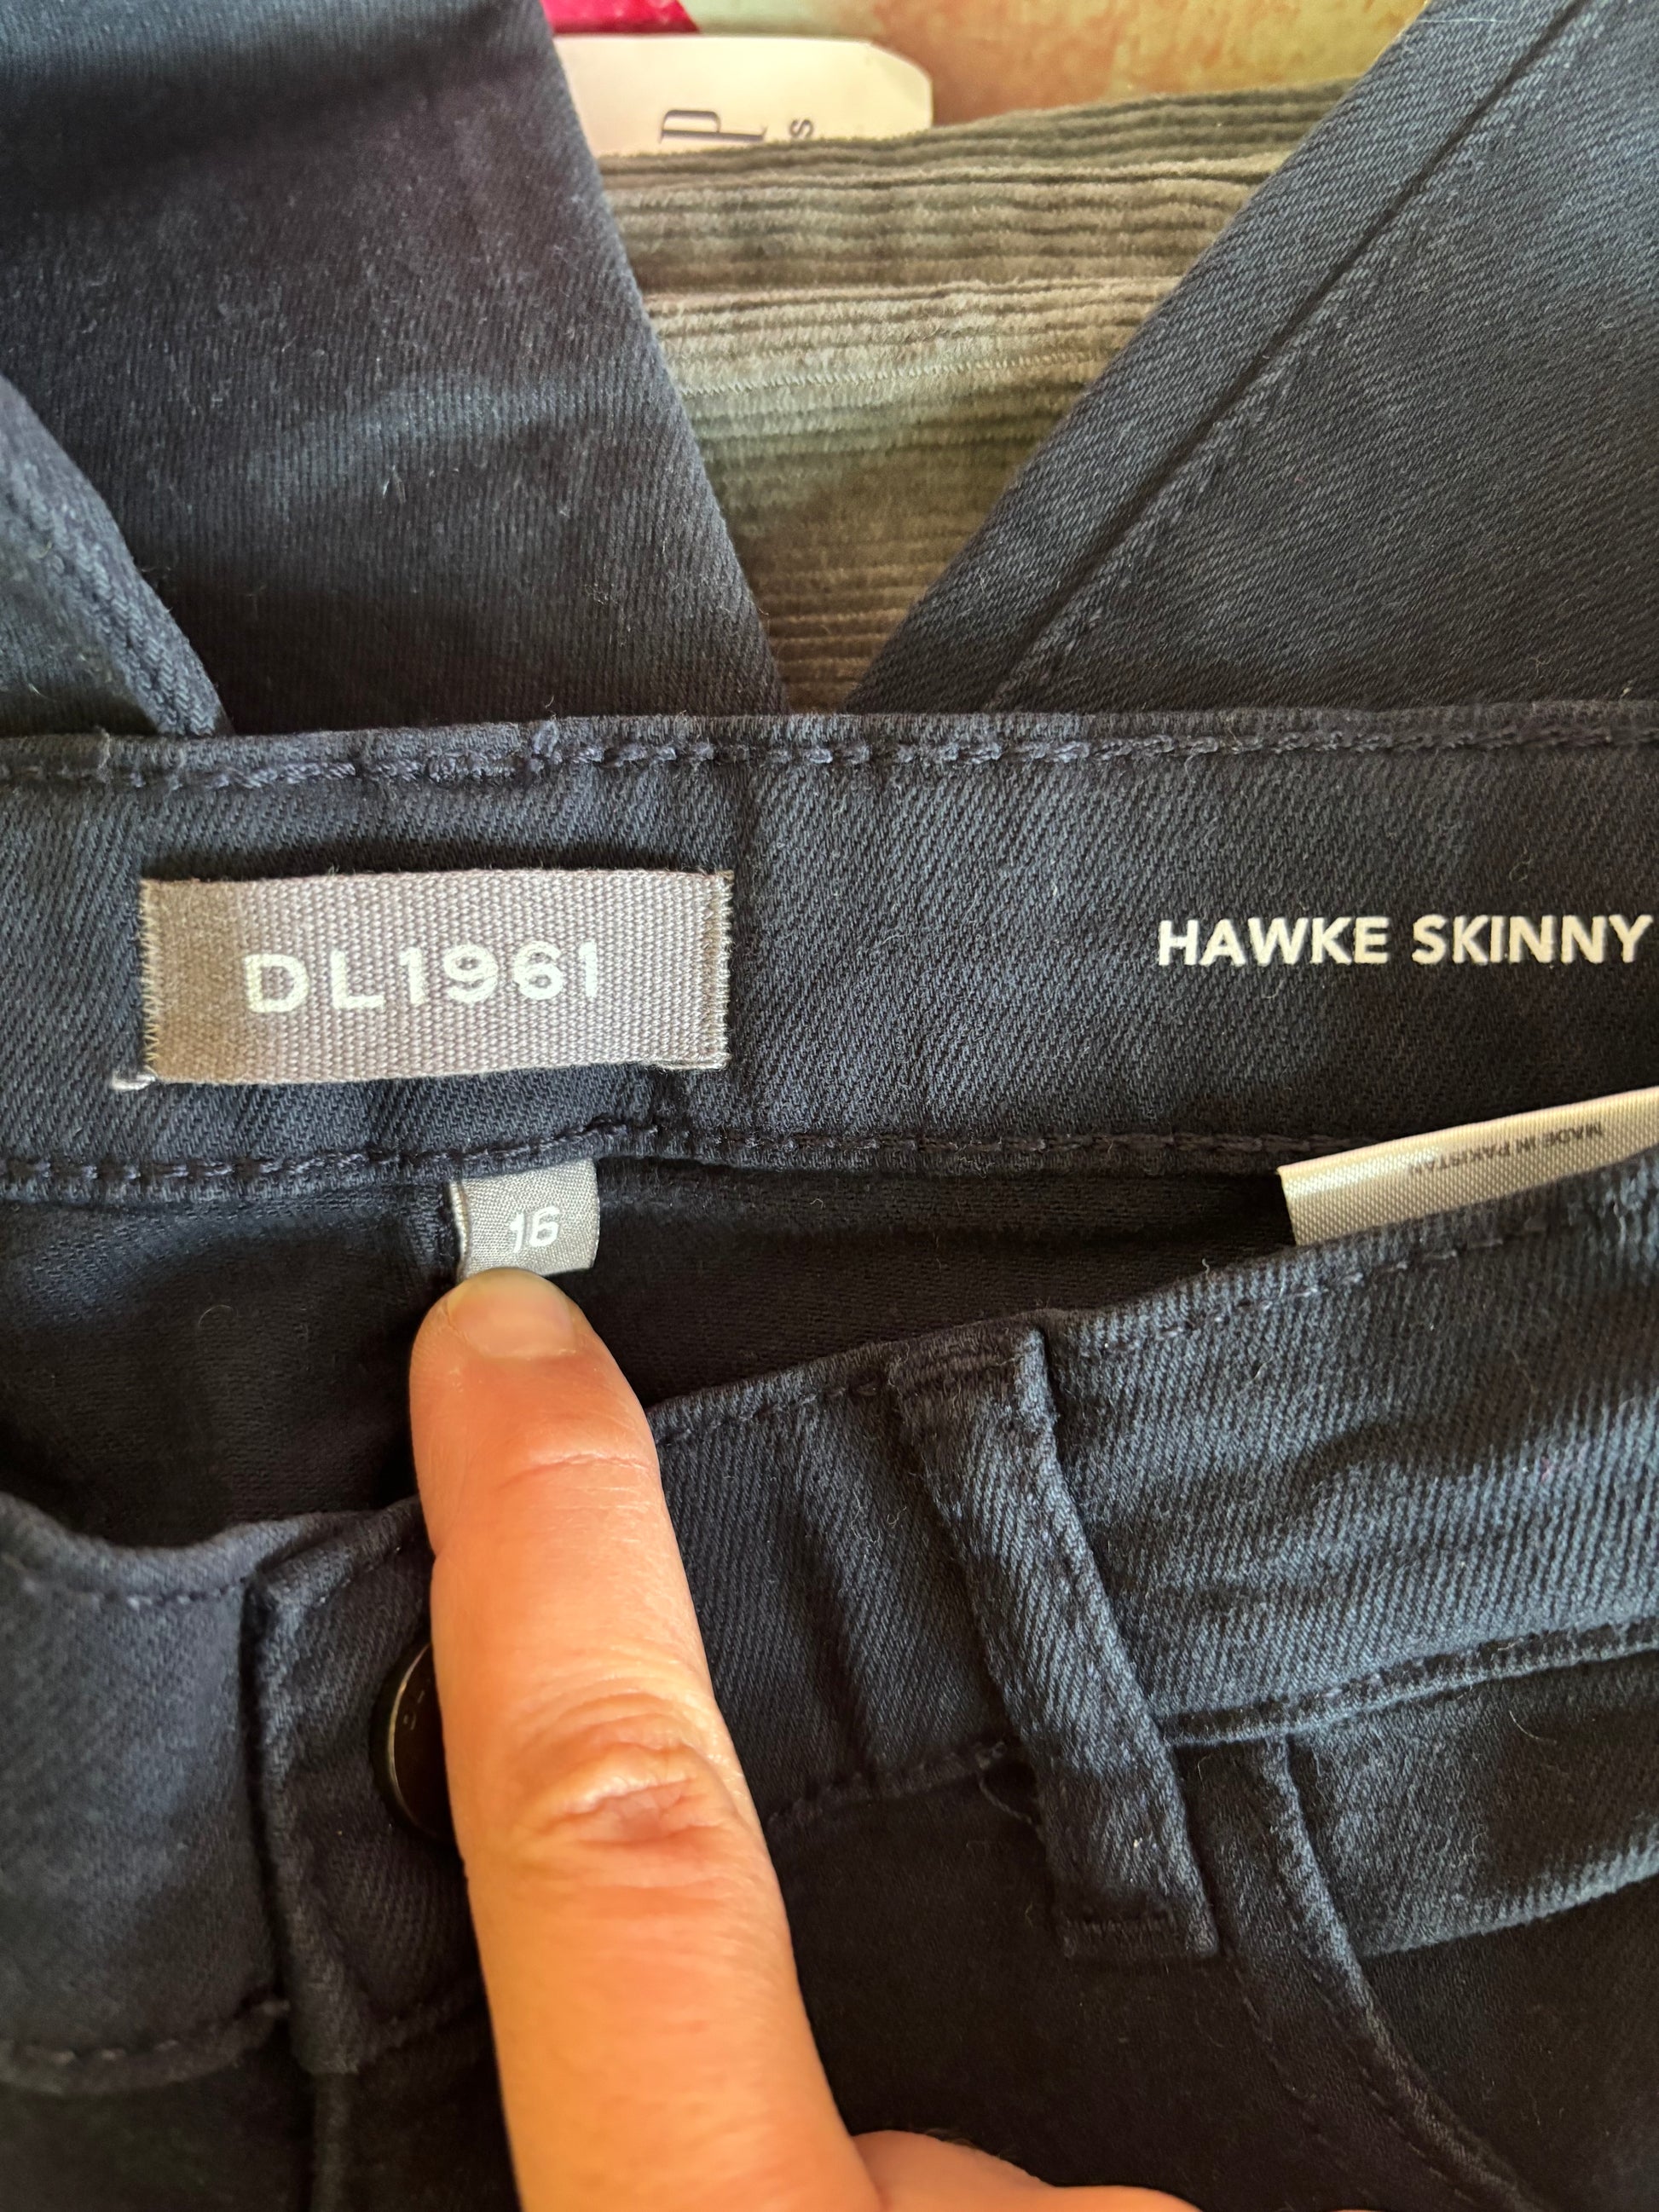 P
s
DL1961
HAWKE SKINNY
MADE IN PAKISTAN
16